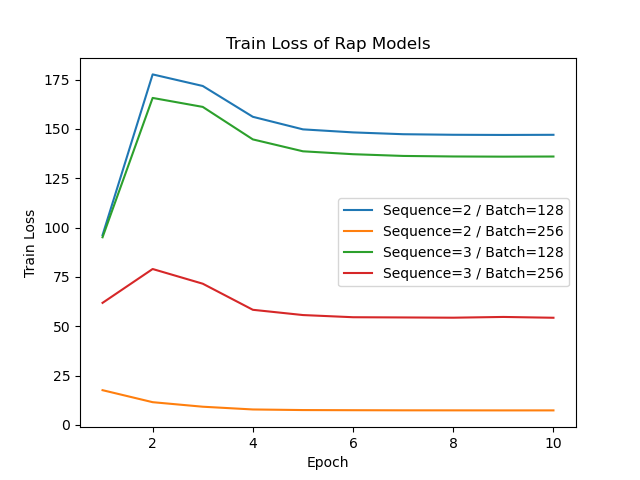 Train Loss of Rap Models
Train Loss
175
150
125
100
75
50
25
0
Sequence=2 / Batch=128
Sequence=2 / Batch=256
Sequence=3 / Batch=128
Sequence=3 / Batch=256
2 4 6 8 10
Epoch